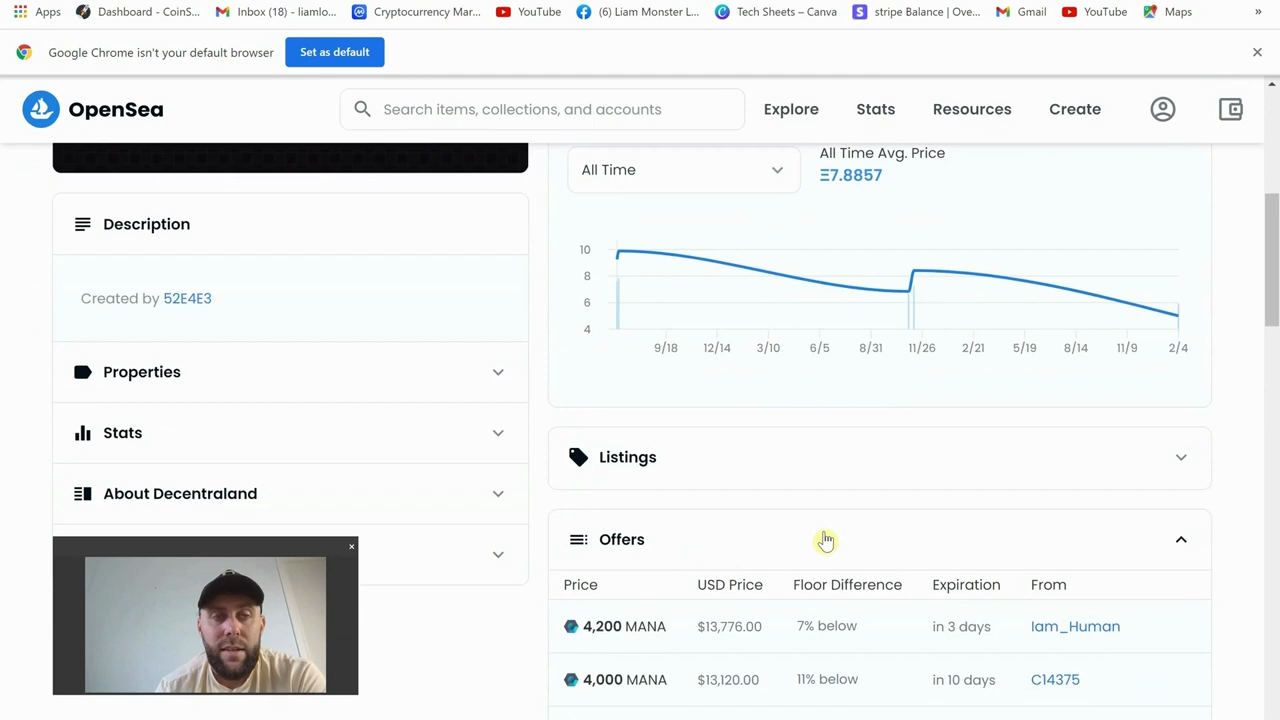 Apps
Dashboard - CoinS...
Inbox (18) - liamlo...
Cryptocurrency Mar...
YouTube
(6) Liam Monster L...
Tech Sheets – Canva
stripe Balance | Ove...
Gmail
YouTube
Maps
»
Google Chrome isn't your default browser
Set as default
OpenSea
Search items, collections, and accounts
Explore
Stats
Resources
Create
All Time
All Time Avg. Price
Ξ7.8857
Description
Created by 52E4E3
Properties
Stats
About Decentraland
10
8
6
4
9/18 12/14 3/10 6/5 8/31 11/26 2/21 5/19 8/14 11/9 2/4
Listings
Offers
Price USD Price Floor Difference Expiration From
4,200 MANA $13,776.00 7% below in 3 days Iam_Human
4,000 MANA $13,120.00 11% below in 10 days C14375